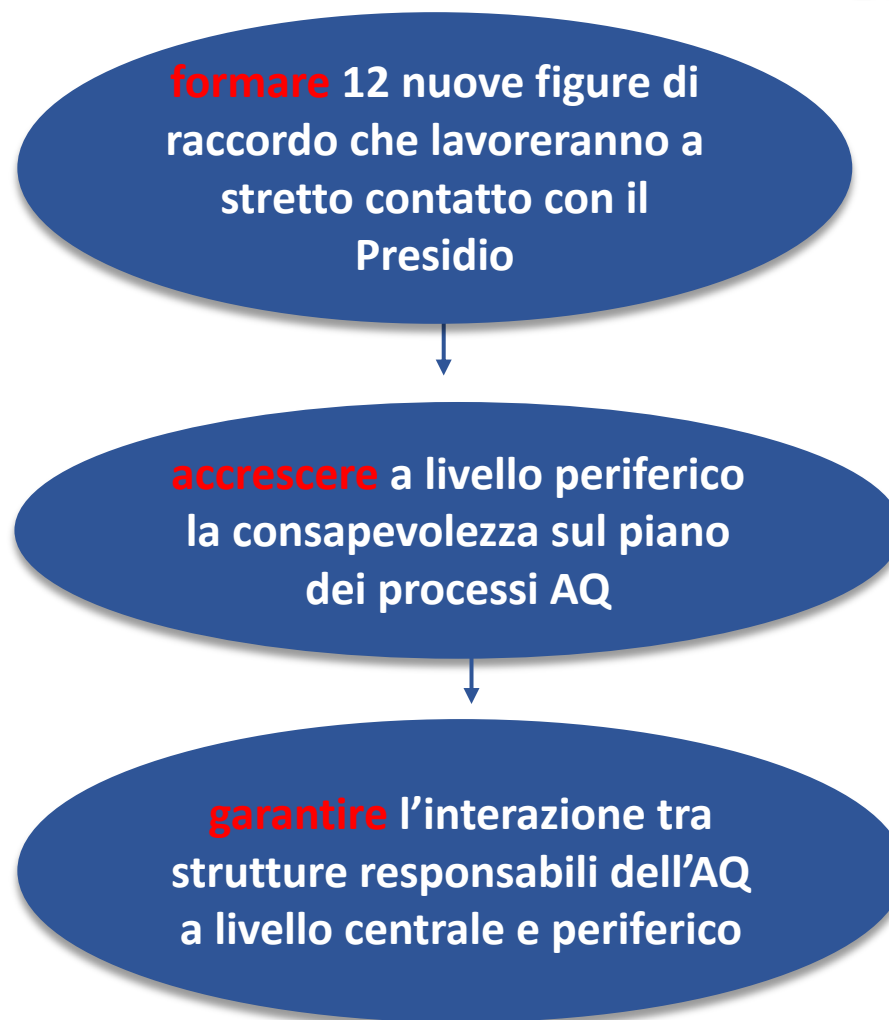 formare 12 nuove figure di
raccordo che lavoreranno a
stretto contatto con il
Presidio
accrescere a livello periferico
la consapevolezza sul piano
dei processi AQ
garantire l’interazione tra
strutture responsabili dell’AQ
a livello centrale e periferico